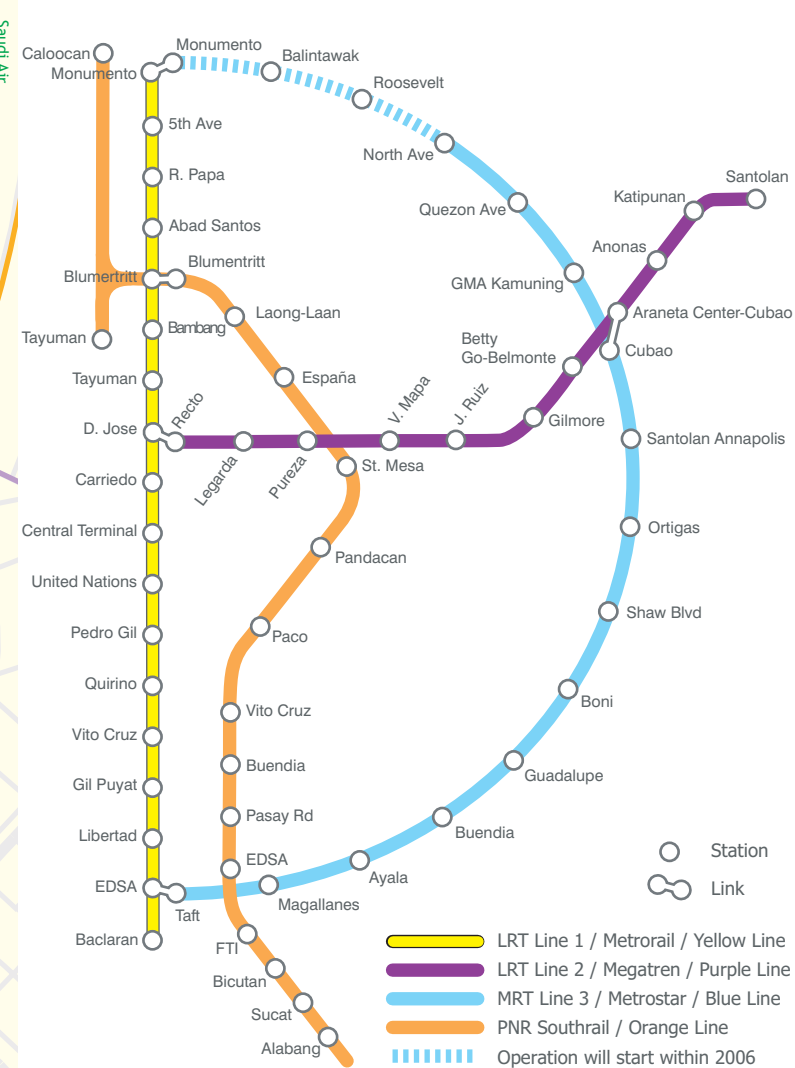 Saudi Air
Caloocan
Monumento
Monumento
Balintawak
Roosevelt
North Ave
5th Ave
R. Papa
Abad Santos
Blumertritt
Blumentritt
Laong-Laan
Bambang
Tayuman
Tayuman
España
D. Jose
Recto
Legarda
Pureza
V. Mapa
J. Ruiz
Gilmore
Betty
Go-Belmonte
Araneta Center-Cubao
Cubao
Anonas
Katipunan
Santolan
Quezon Ave
GMA Kamuning
Santolan Annapolis
Ortigas
Shaw Blvd
Boni
Guadalupe
Buendia
Ayala
Magallanes
Taft
St. Mesa
Pandacan
Paco
Vito Cruz
Buendia
Pasay Rd
EDSA
FTI
Bicutan
Sucat
Alabang
Carriedo
Central Terminal
United Nations
Pedro Gil
Quirino
Vito Cruz
Gil Puyat
Libertad
EDSA
Baclaran
Station
Link
LRT Line 1 / Metrorail / Yellow Line
LRT Line 2 / Megatren / Purple Line
MRT Line 3 / Metrostar / Blue Line
PNR Southrail / Orange Line
Operation will start within 2006